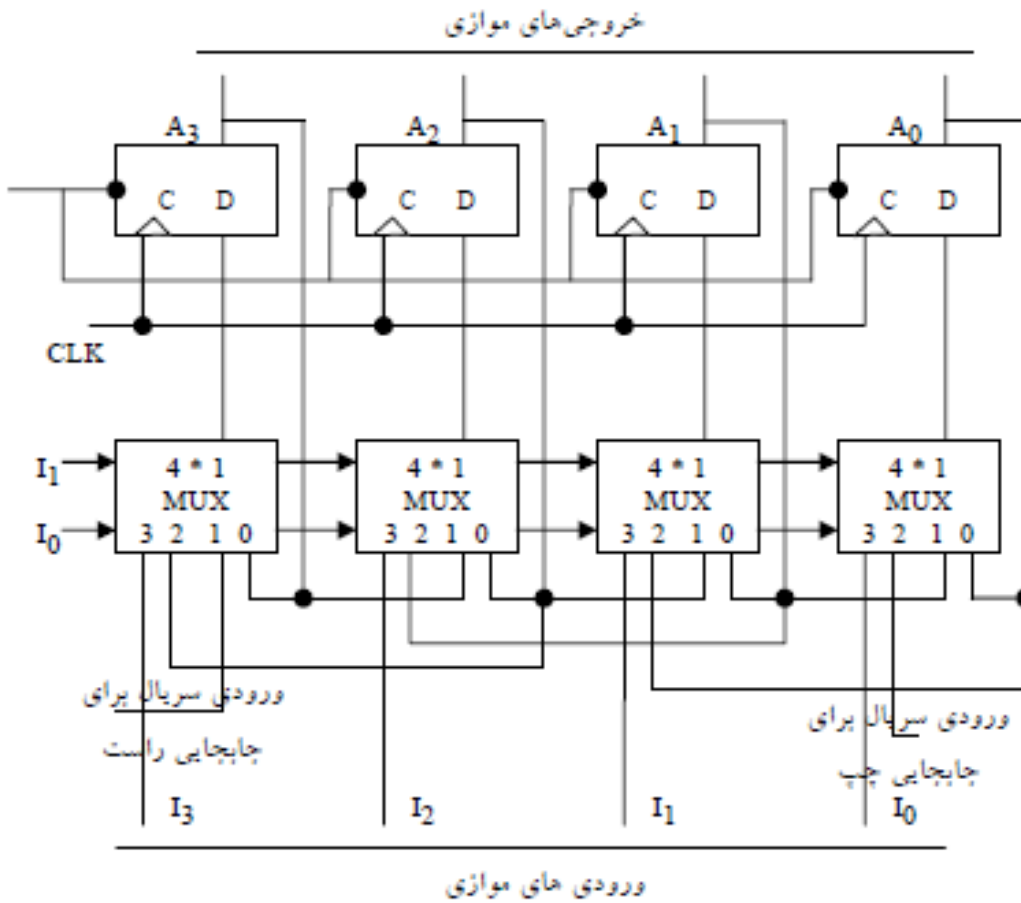 خروجی‌های موازی
A3 A2 A1 A0
C D C D C D C D
CLK
I1 4 * 1 4 * 1 4 * 1 4 * 1
MUX MUX MUX MUX
I0 3 2 1 0 3 2 1 0 3 2 1 0 3 2 1 0
ورودی سریال برای
جابجایی راست
ورودی سریال برای
جابجایی چپ
I3 I2 I1 I0
ورودی های موازی